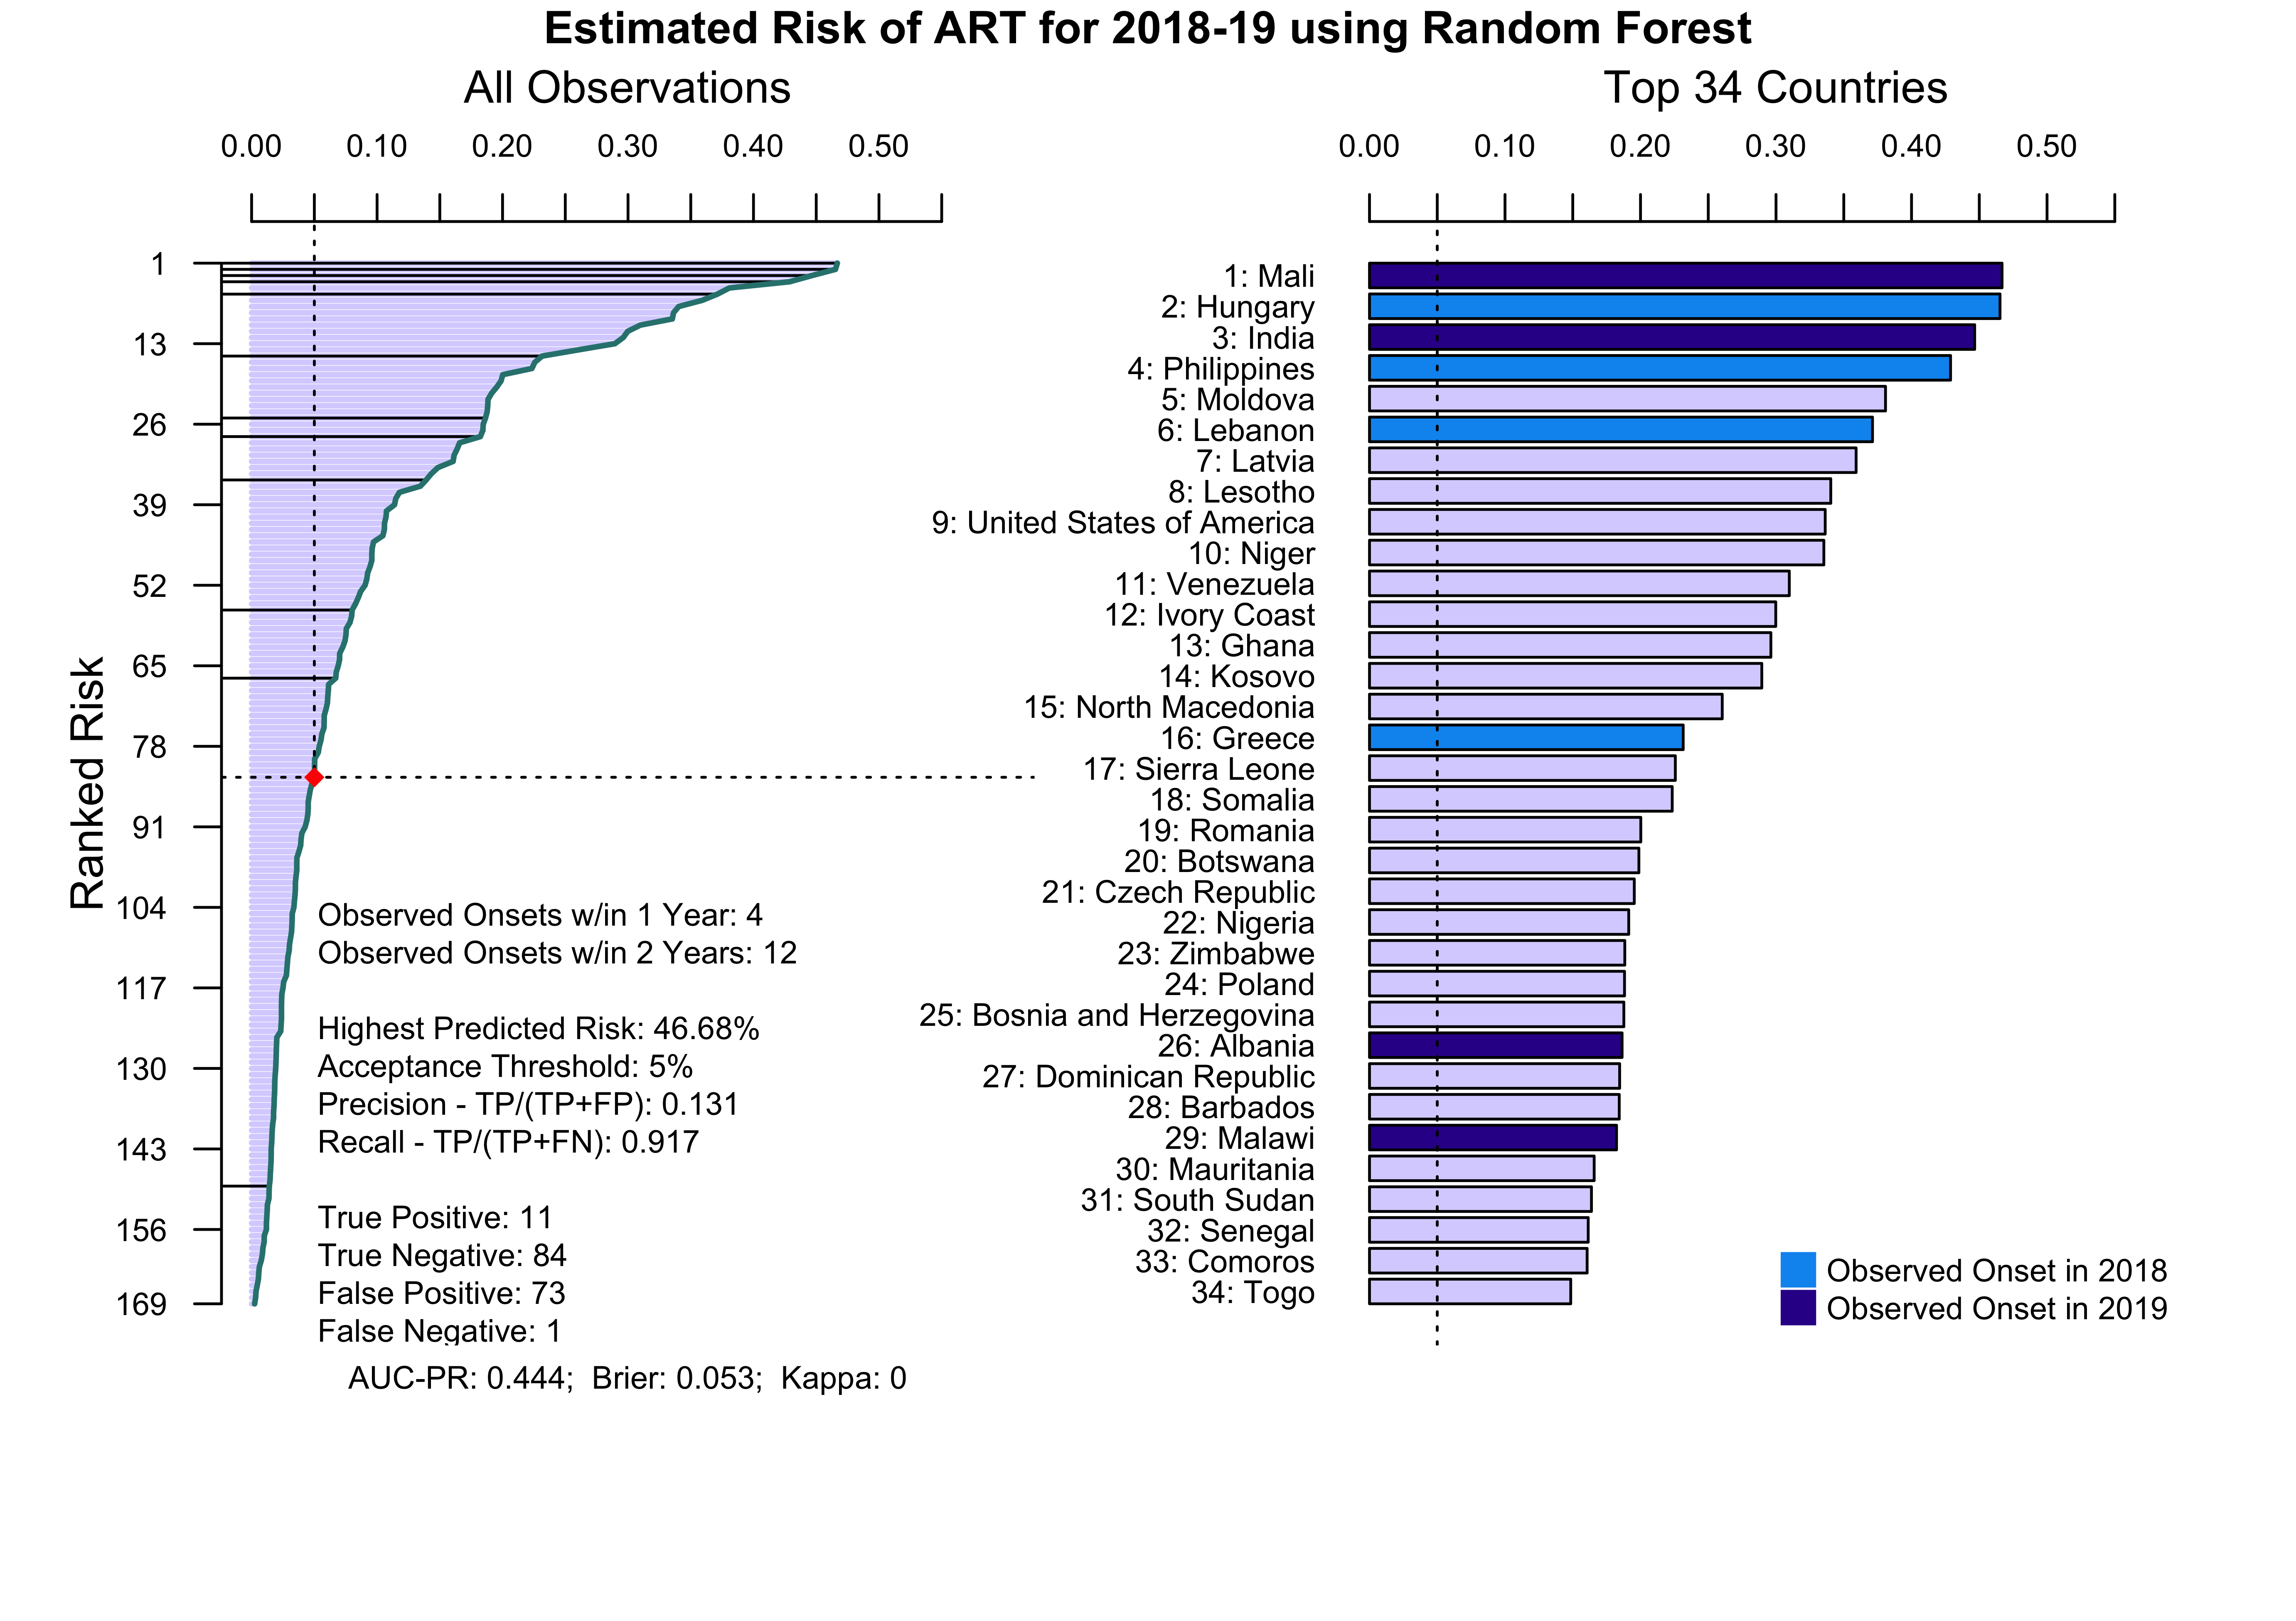 Estimated Risk of ART for 2018-19 using Random Forest
All Observations
0.00 0.10 0.20 0.30 0.40 0.50
Ranked Risk
1
13
26
39
52
65
78
91
104
117
130
143
156
169
Observed Onsets w/in 1 Year: 4
Observed Onsets w/in 2 Years: 12
Highest Predicted Risk: 46.68%
Acceptance Threshold: 5%
Precision - TP/(TP+FP): 0.131
Recall - TP/(TP+FN): 0.917
True Positive: 11
True Negative: 84
False Positive: 73
False Negative: 1
AUC-PR: 0.444; Brier: 0.053; Kappa: 0
Top 34 Countries
0.00 0.10 0.20 0.30 0.40 0.50
1: Mali
2: Hungary
3: India
4: Philippines
5: Moldova
6: Lebanon
7: Latvia
8: Lesotho
9: United States of America
10: Niger
11: Venezuela
12: Ivory Coast
13: Ghana
14: Kosovo
15: North Macedonia
16: Greece
17: Sierra Leone
18: Somalia
19: Romania
20: Botswana
21: Czech Republic
22: Nigeria
23: Zimbabwe
24: Poland
25: Bosnia and Herzegovina
26: Albania
27: Dominican Republic
28: Barbados
29: Malawi
30: Mauritania
31: South Sudan
32: Senegal
33: Comoros
34: Togo
Observed Onset in 2018
Observed Onset in 2019